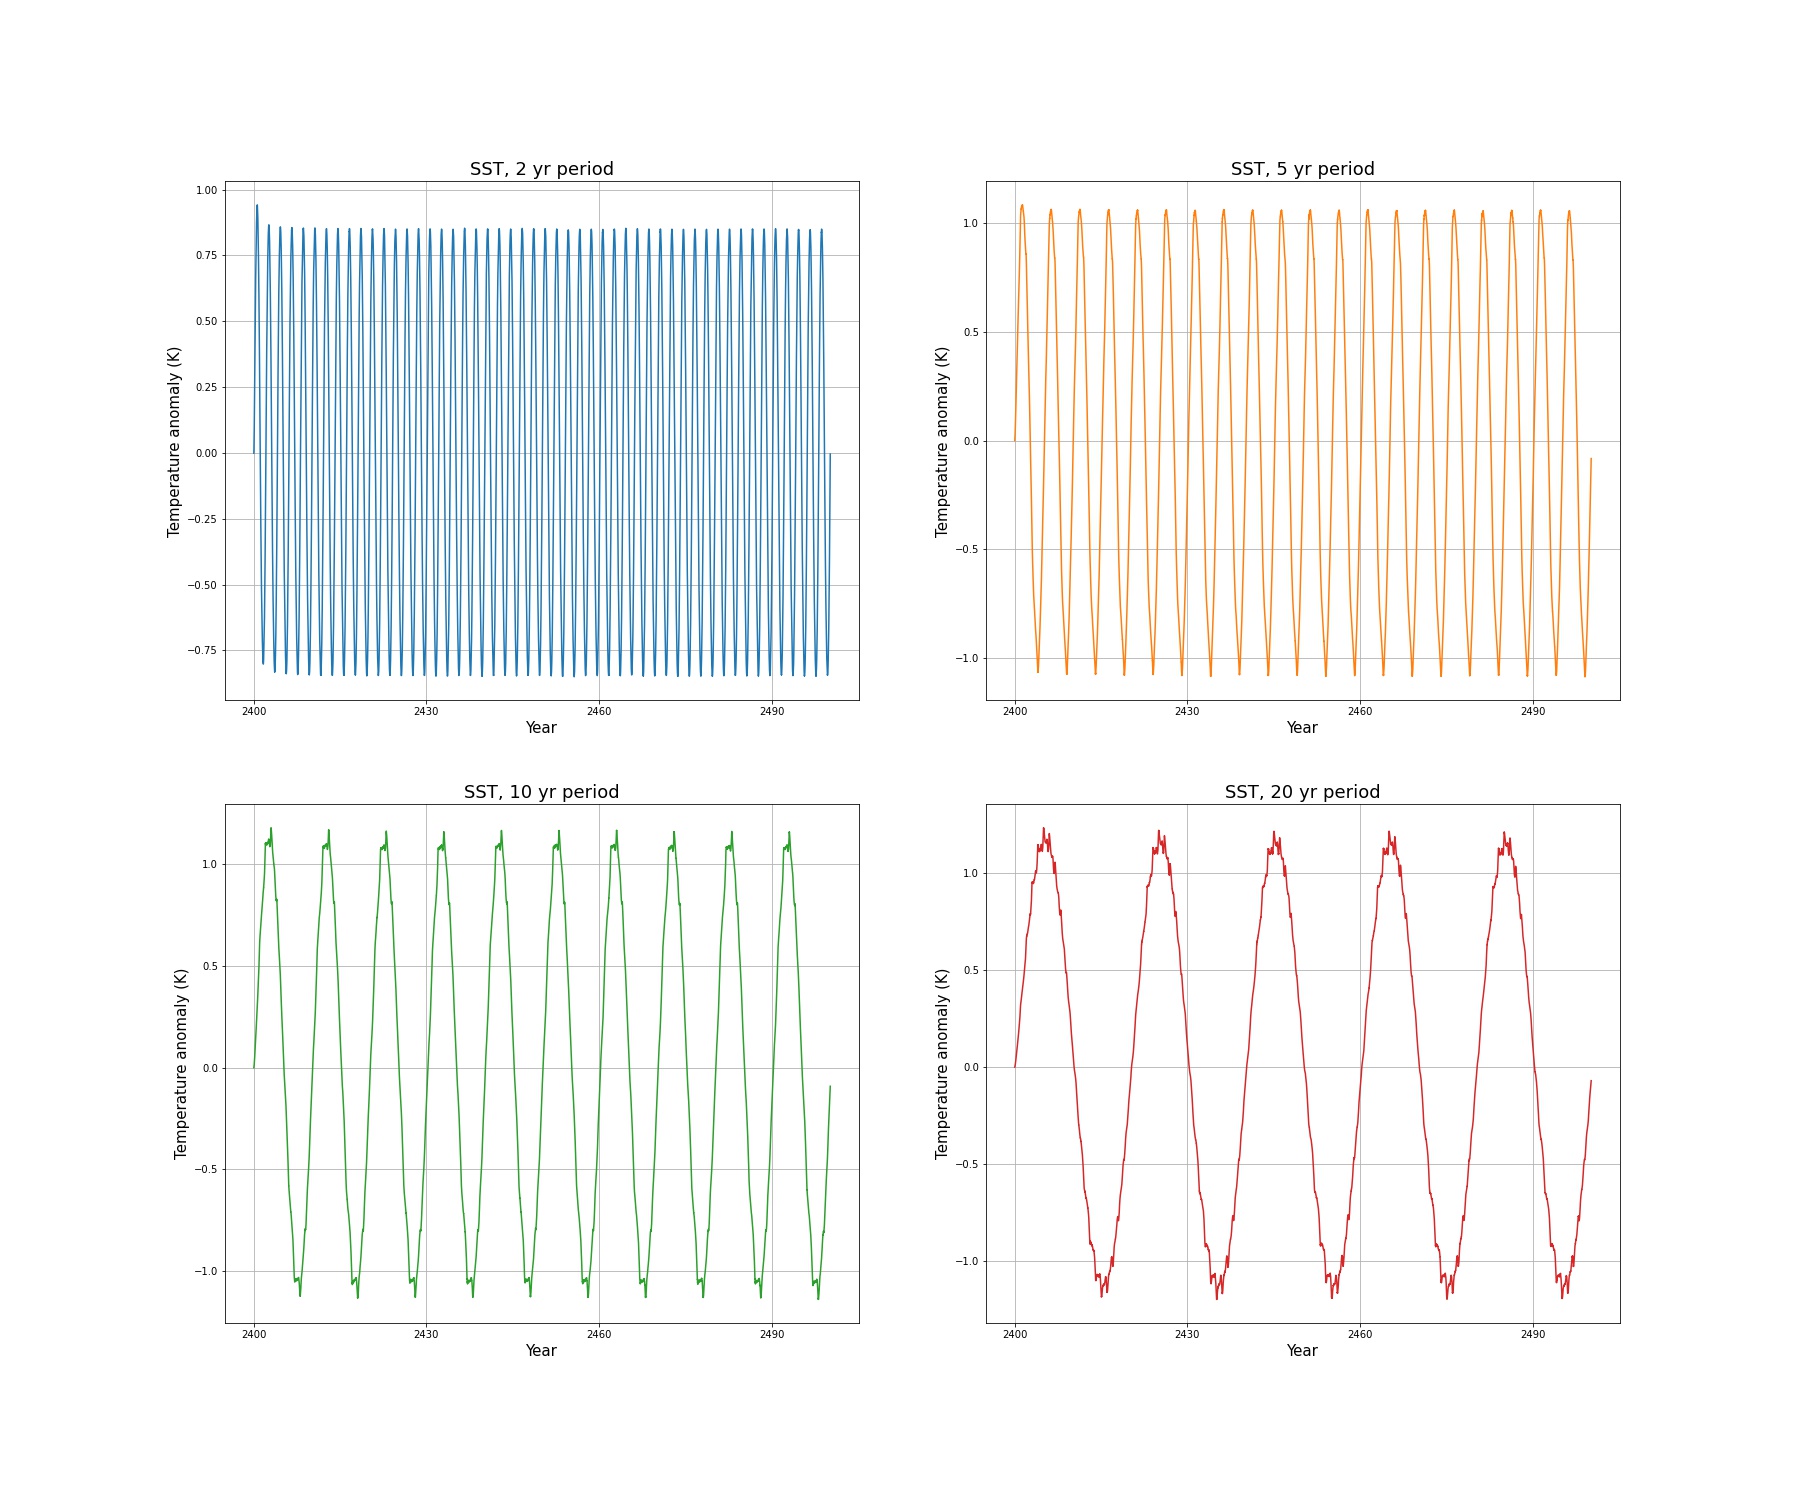 SST, 2 yr period
1.00
0.75
0.50
0.25
0.00
−0.25
−0.50
−0.75
Temperature anomaly (K)
2400 2430 2460 2490
Year
SST, 5 yr period
1.0
0.5
0.0
−0.5
−1.0
Temperature anomaly (K)
2400 2430 2460 2490
Year
SST, 10 yr period
1.0
0.5
0.0
−0.5
−1.0
Temperature anomaly (K)
2400 2430 2460 2490
Year
SST, 20 yr period
1.0
0.5
0.0
−0.5
−1.0
Temperature anomaly (K)
2400 2430 2460 2490
Year